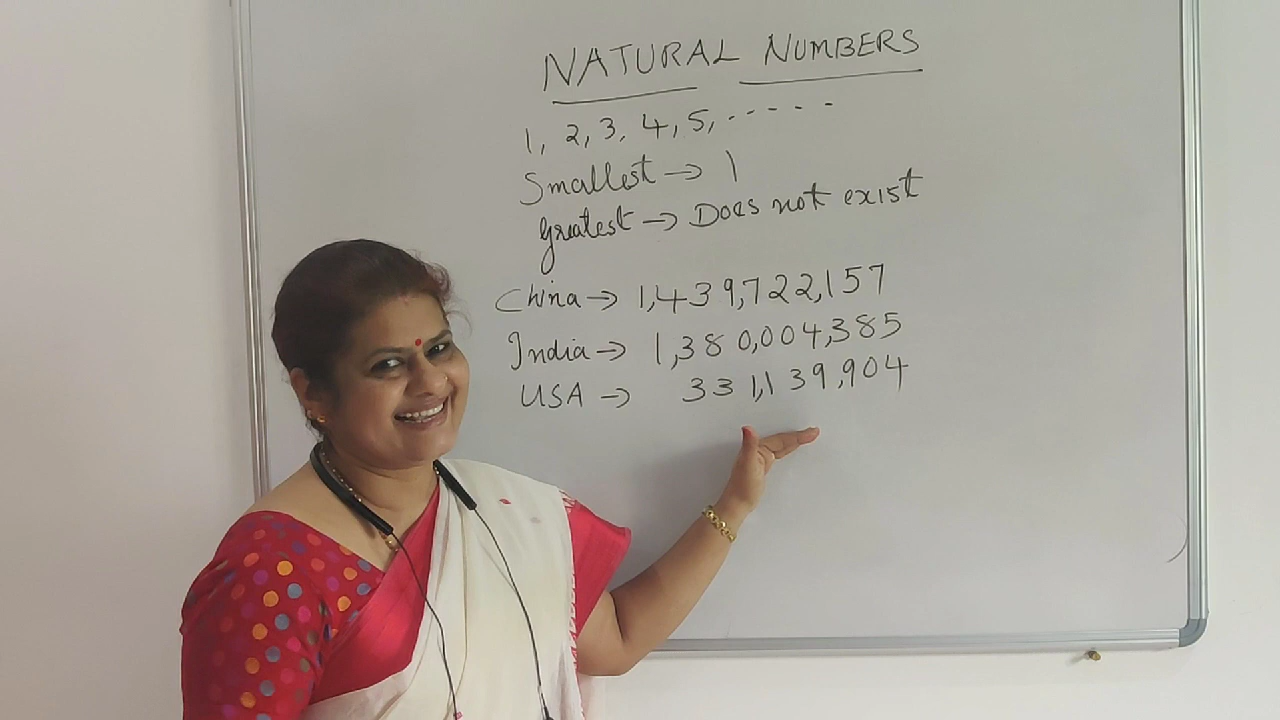 NATURAL NUMBERS
1, 2, 3, 4, 5, - - - - -
Smallest → 1
Greatest → Does not exist
China → 1,439,722,157
India → 1,380,004,385
USA → 331,139,904